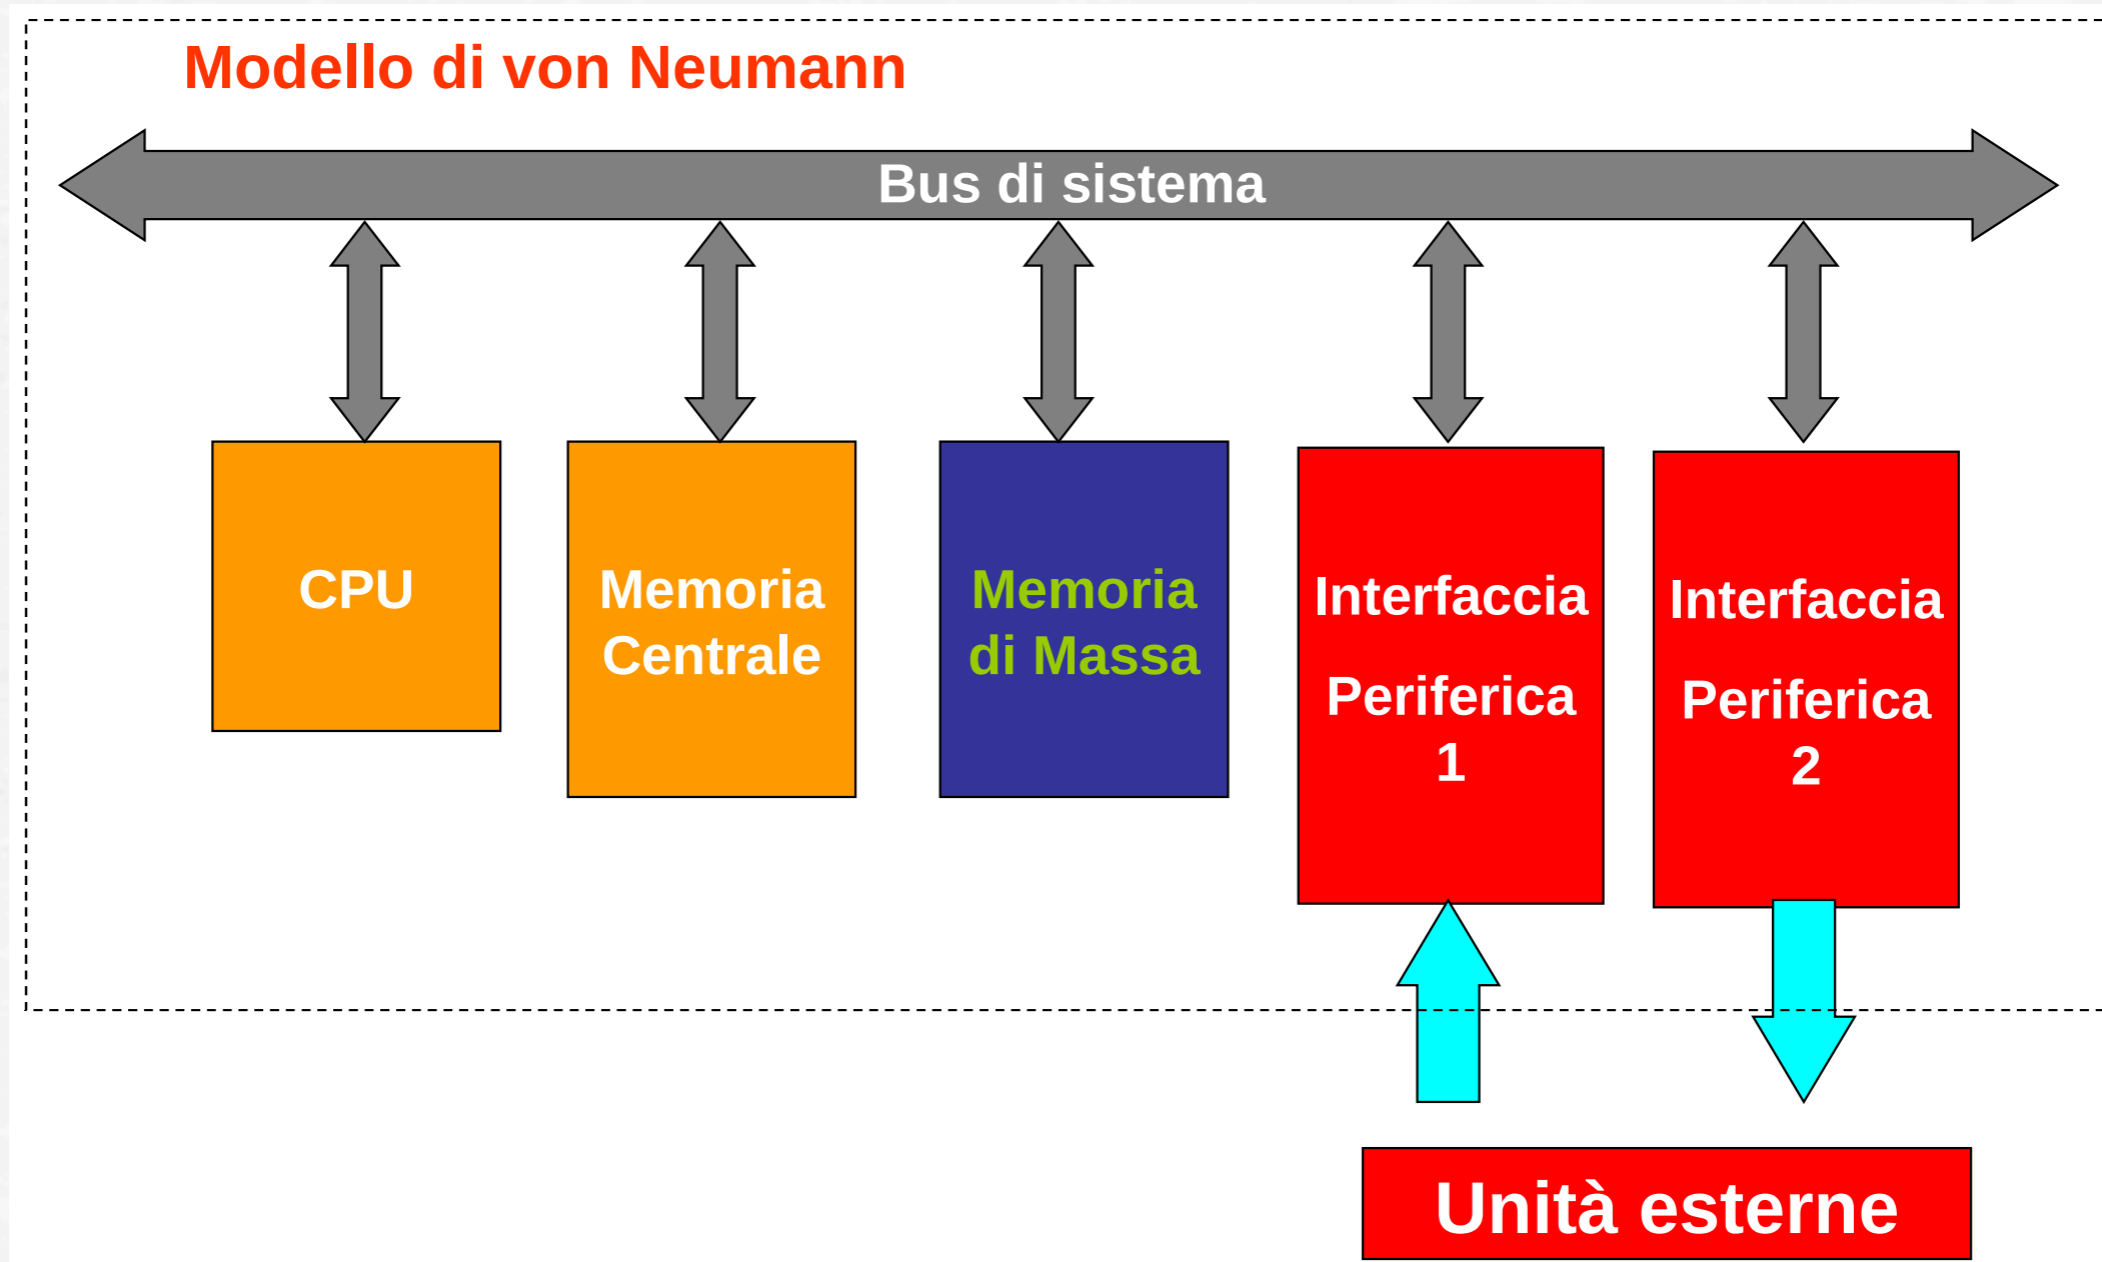 Modello di von Neumann
Bus di sistema
CPU
Memoria
Centrale
Memoria
di Massa
Interfaccia
Periferica
1
Interfaccia
Periferica
2
Unità esterne